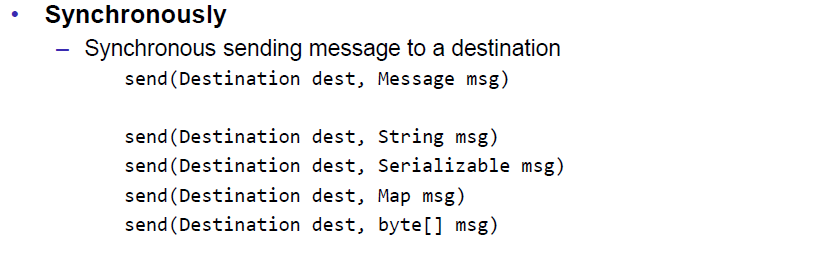 • Synchronously
– Synchronous sending message to a destination
send(Destination dest, Message msg)
send(Destination dest, String msg)
send(Destination dest, Serializable msg)
send(Destination dest, Map msg)
send(Destination dest, byte[] msg)